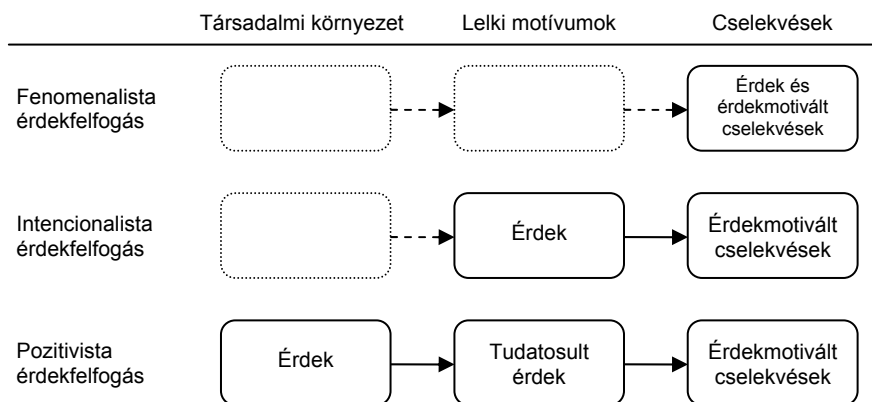 Társadalmi környezet Lelki motívumok Cselekvések
Fenomenalista
érdekfelfogás
Érdek és
érdekmotivált
cselekvések
Intencionalista
érdekfelfogás
Érdek
Érdekmotivált
cselekvések
Pozitivista
érdekfelfogás
Érdek
Tudatosult
érdek
Érdekmotivált
cselekvések